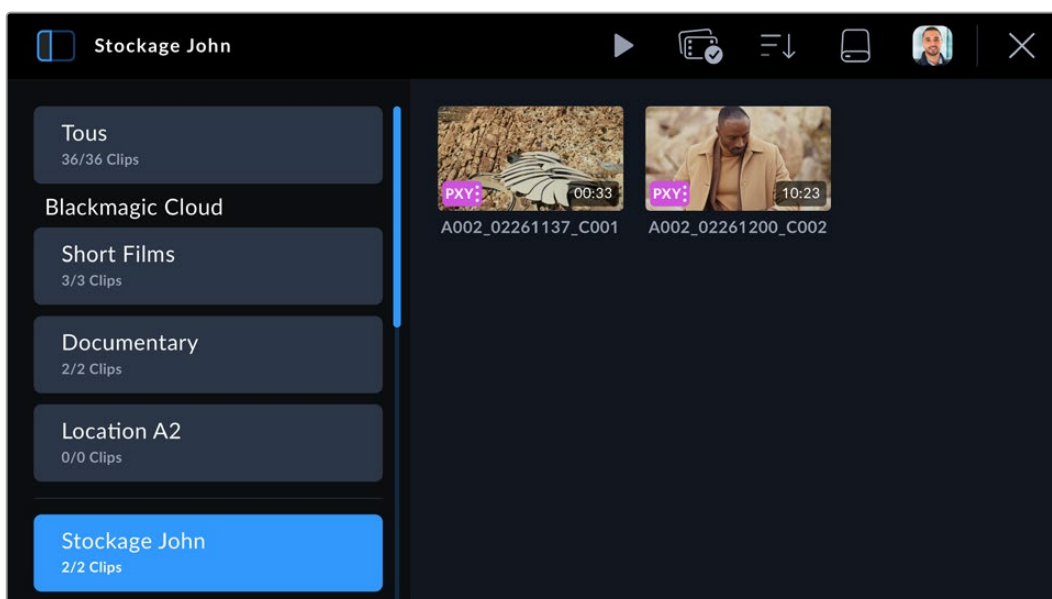 Stockage John
Tous
36/36 Clips
Blackmagic Cloud
Short Films
3/3 Clips
Documentary
2/2 Clips
Location A2
0/0 Clips
Stockage John
2/2 Clips
PXY 00:33
A002_02261137_C001
PXY 10:23
A002_02261200_C002